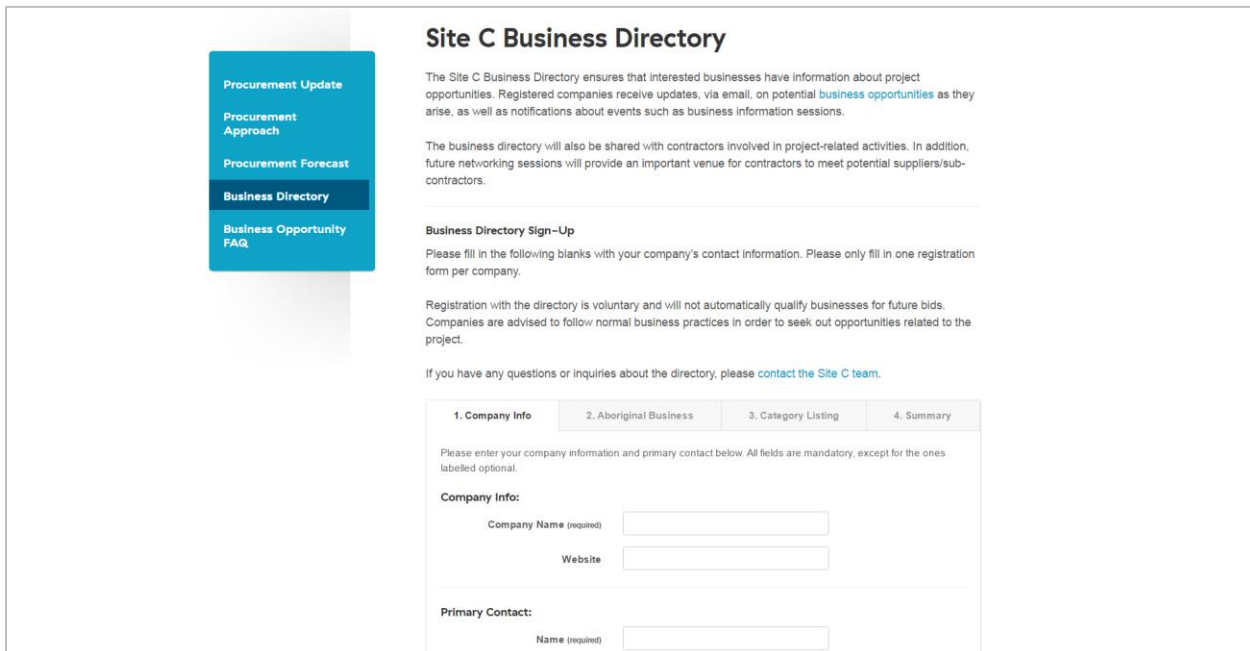 Site C Business Directory
Procurement Update
Procurement
Approach
Procurement Forecast
Business Directory
Business Opportunity
FAQ
The Site C Business Directory ensures that interested businesses have information about project
opportunities. Registered companies receive updates, via email, on potential business opportunities as they
arise, as well as notifications about events such as business information sessions.
The business directory will also be shared with contractors involved in project-related activities. In addition,
future networking sessions will provide an important venue for contractors to meet potential suppliers/sub-
contractors.
Business Directory Sign-Up
Please fill in the following blanks with your company's contact information. Please only fill in one registration
form per company.
Registration with the directory is voluntary and will not automatically qualify businesses for future bids.
Companies are advised to follow normal business practices in order to seek out opportunities related to the
project.
If you have any questions or inquiries about the directory, please contact the Site C team.
1. Company Info 2. Aboriginal Business 3. Category Listing 4. Summary
Please enter your company information and primary contact below. All fields are mandatory, except for the ones
labelled optional.
Company Info:
Company Name (required)
Website
Primary Contact:
Name (required)